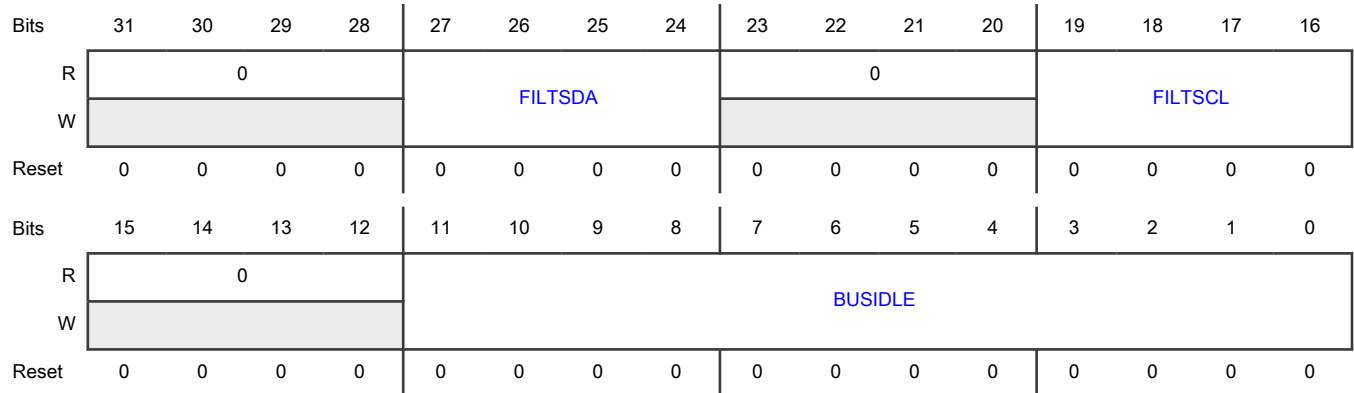 Bits 31 30 29 28 27 26 25 24 23 22 21 20 19 18 17 16
R 0 FILTSDA 0 FILTSCL
W
Reset 0 0 0 0 0 0 0 0 0 0 0 0 0 0 0 0
Bits 15 14 13 12 11 10 9 8 7 6 5 4 3 2 1 0
R 0 BUSIDLE
W
Reset 0 0 0 0 0 0 0 0 0 0 0 0 0 0 0 0